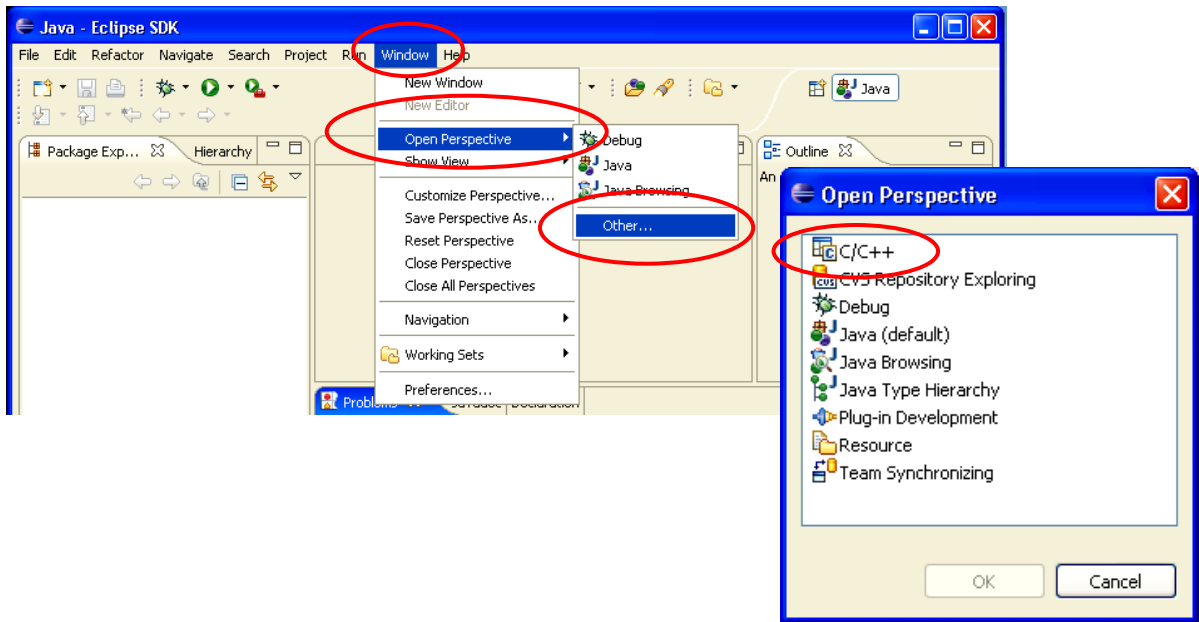 Java - Eclipse SDK
File Edit Refactor Navigate Search Project Run Window Help
Java
New Window
New Editor
Open Perspective
Show View
Customize Perspective...
Save Perspective As...
Reset Perspective
Close Perspective
Close All Perspectives
Navigation
Working Sets
Preferences...
Debug
Java
Java Browsing
Other...
Package Exp... Hierarchy
Outline
An
Problems Javadoc Declaration
Open Perspective
C/C++
CVS Repository Exploring
Debug
Java (default)
Java Browsing
Java Type Hierarchy
Plug-in Development
Resource
Team Synchronizing
OK Cancel